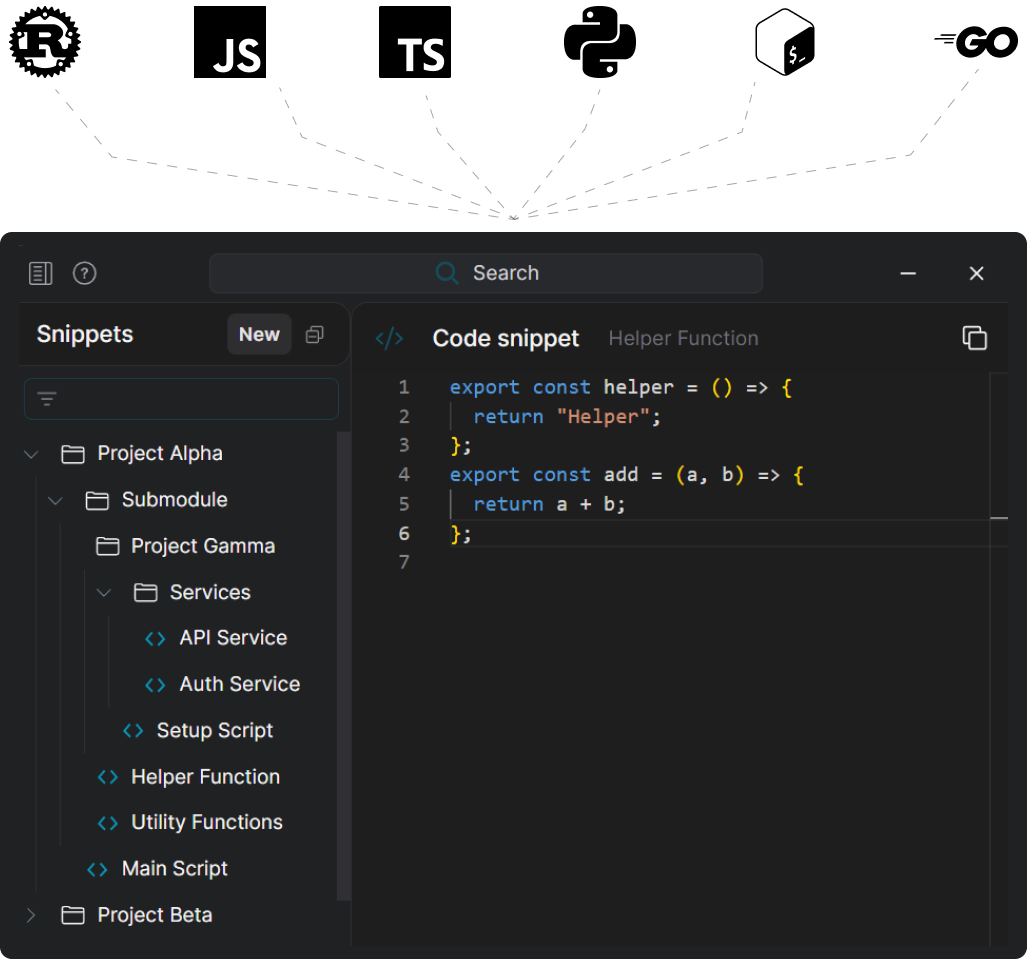 R
JS
TS
$_
GO
?
Search
Snippets
New
</> Code snippet Helper Function
1 export const helper = () => {
2 return "Helper";
3 };
4 export const add = (a, b) => {
5 return a + b;
6 };
7
Project Alpha
Submodule
Project Gamma
Services
<> API Service
<> Auth Service
<> Setup Script
<> Helper Function
<> Utility Functions
<> Main Script
Project Beta